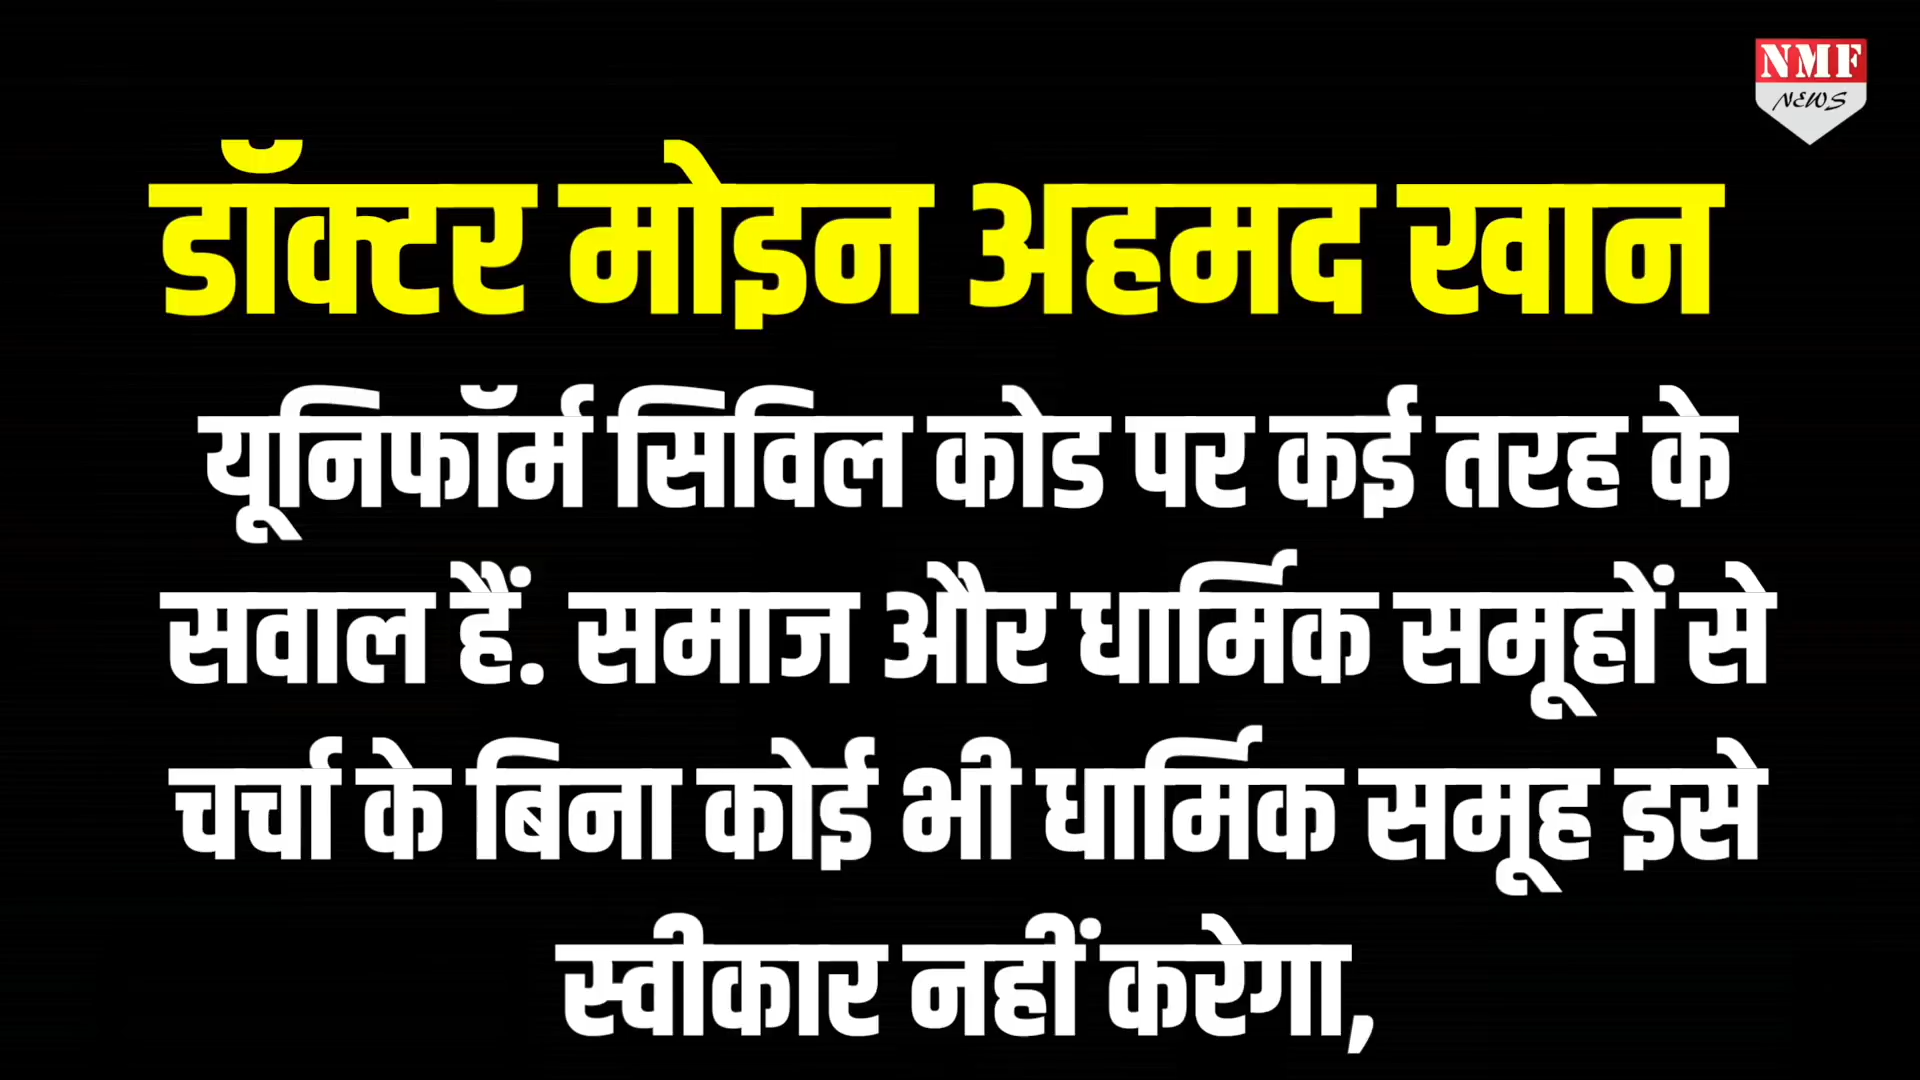 NMF
NEWS
डॉक्टर मोइन अहमद खान
यूनिफॉर्म सिविल कोड पर कई तरह के
सवाल हैं. समाज और धार्मिक समूहों से
चर्चा के बिना कोई भी धार्मिक समूह इसे
स्वीकार नहीं करेगा,